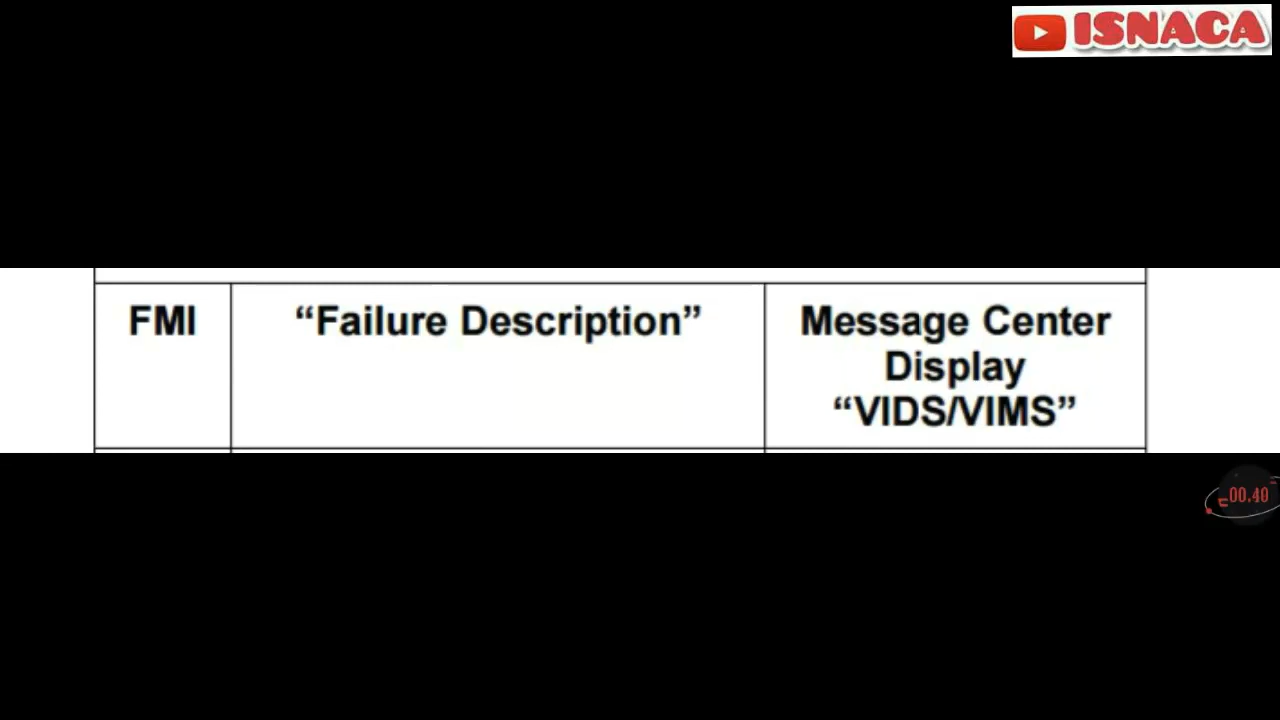 ISNACA
FMI
“Failure Description”
Message Center
Display
“VIDS/VIMS”
00.40